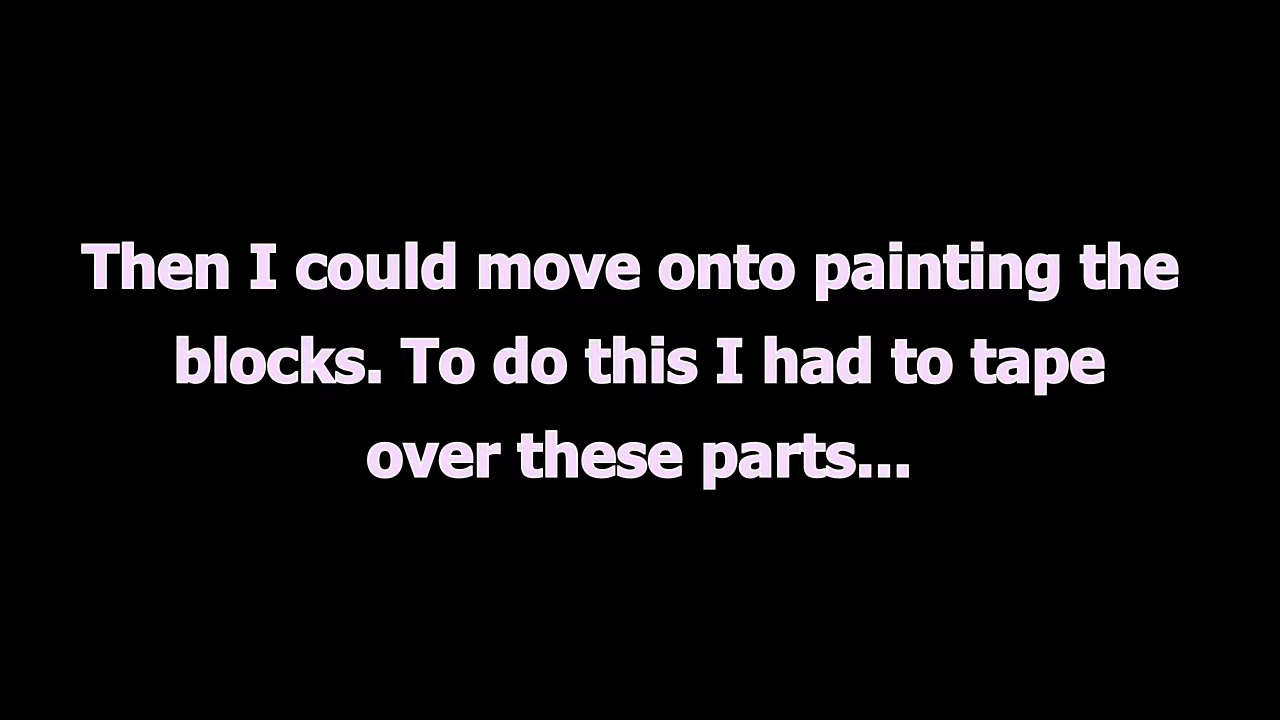 Then I could move onto painting the
blocks. To do this I had to tape
over these parts...